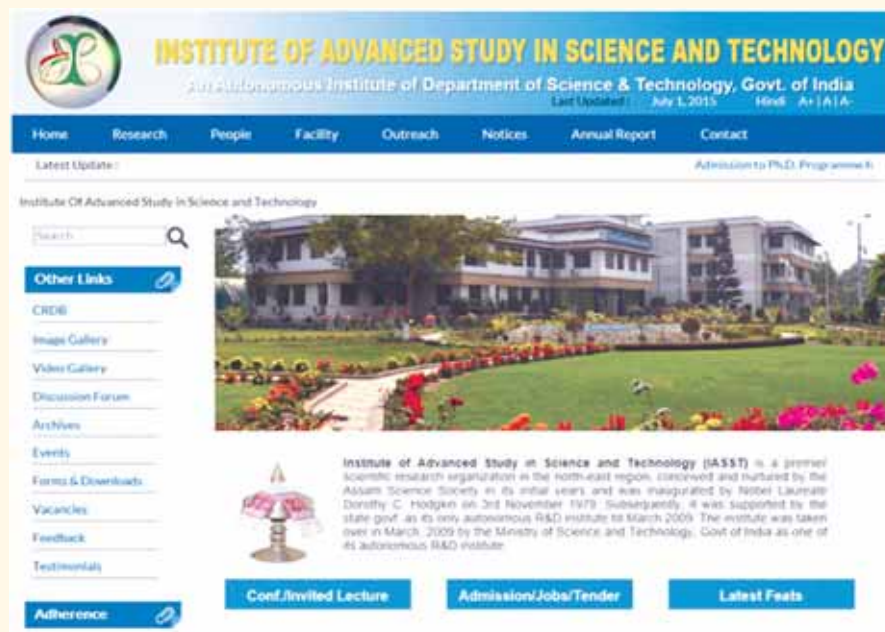 INSTITUTE OF ADVANCED STUDY IN SCIENCE AND TECHNOLOGY
An Autonomous Institute of Department of Science & Technology, Govt. of India
Last Updated : July 1, 2015 Hindi A+ | A | A-
Home Research People Facility Outreach Notices Annual Report Contact
Latest Update : Admission to Ph.D. Programme
Institute Of Advanced Study in Science and Technology
Search
Other Links
CRDB
Image Gallery
Video Gallery
Discussion Forum
Archives
Events
Forms & Downloads
Vacancies
Feedback
Testimonials
Adherence
Institute of Advanced Study in Science and Technology (IASST) is a premier
scientific research organization in the north-east region, conceived and nurtured by the
Assam Science Society in its initial years and was inaugurated by Nobel Laureate
Dorothy C. Hodgkin on 3rd November 1979. Subsequently, it was supported by the
state govt. as its only autonomous R&D institute till March 2009. The institute was taken
over in March, 2009 by the Ministry of Science and Technology, Govt of India as one of
its autonomous R&D institute.
Conf./Invited Lecture Admission/Jobs/Tender Latest Feats